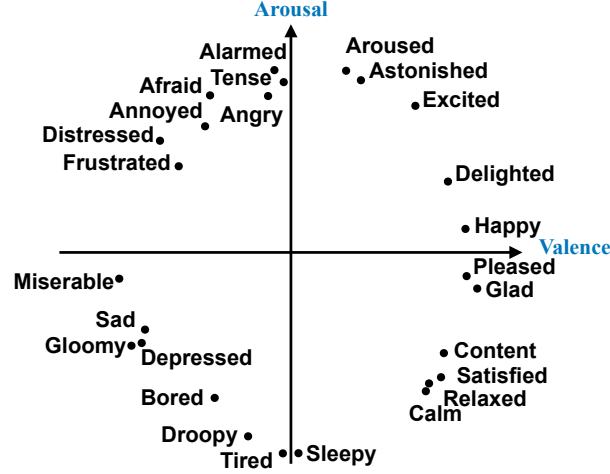 Arousal
Alarmed
Aroused
Tense
Astonished
Afraid
Excited
Annoyed
Angry
Distressed
Frustrated
Delighted
Happy
Valence
Pleased
Miserable
Glad
Sad
Gloomy
Depressed
Content
Satisfied
Bored
Relaxed
Calm
Droopy
Tired
Sleepy